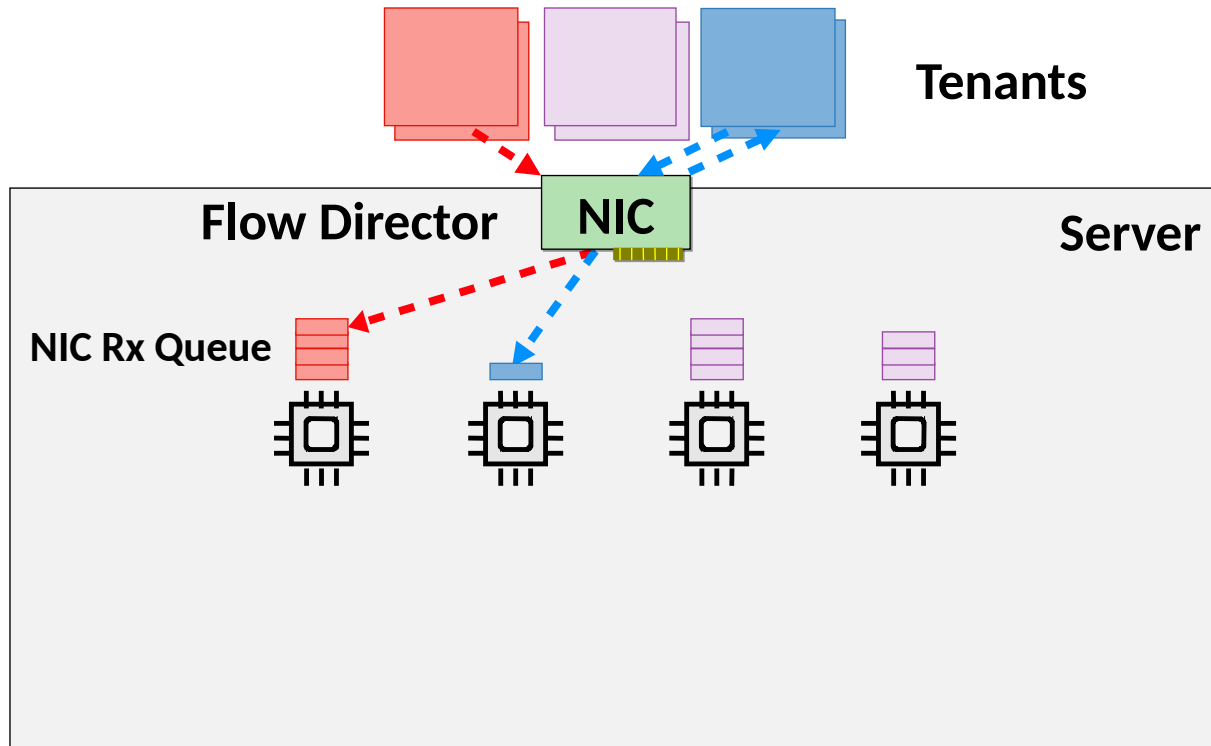 Tenants
NIC
Flow Director
Server
NIC Rx Queue